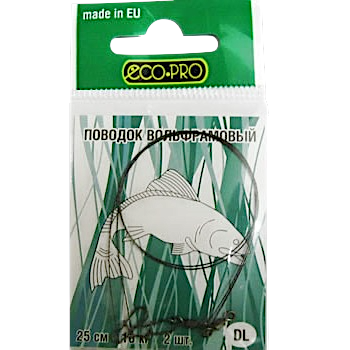 made in EU
ECO-PRO
ПОВОДОК ВОЛЬФРАМОВЫЙ
25 см 2 шт. DL